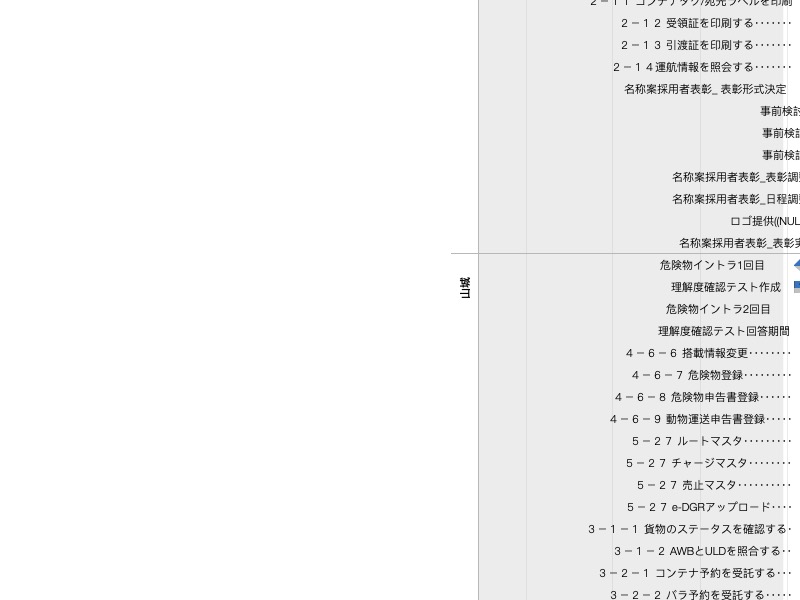 2－11 コンテナタグ/宛先ラベルを印刷
2－12 受領証を印刷する‥‥‥
2－13 引渡証を印刷する‥‥‥
2－14運航情報を照会する‥‥‥
名称案採用者表彰_ 表彰形式決定
事前検討
事前検
事前検
名称案採用者表彰_表彰調
名称案採用者表彰_日程調
ロゴ提供((NUL
名称案採用者表彰_表彰実
危険物イントラ1回目
理解度確認テスト作成
危険物イントラ2回目
理解度確認テスト回答期間
4－6－6 搭載情報変更‥‥‥‥
4－6－7 危険物登録‥‥‥‥
4－6－8 危険物申告書登録‥‥‥
4－6－9 動物運送申告書登録‥‥‥
5－27 ルートマスタ‥‥‥‥
5－27 チャージマスタ‥‥‥‥
5－27 売止マスタ‥‥‥‥‥
5－27 e-DGRアップロード‥‥
3－1－1 貨物のステータスを確認する‥
3－1－2 AWBとULDを照合する‥
3－2－1 コンテナ予約を受託する‥
3－2－2 バラ予約を受託する‥‥